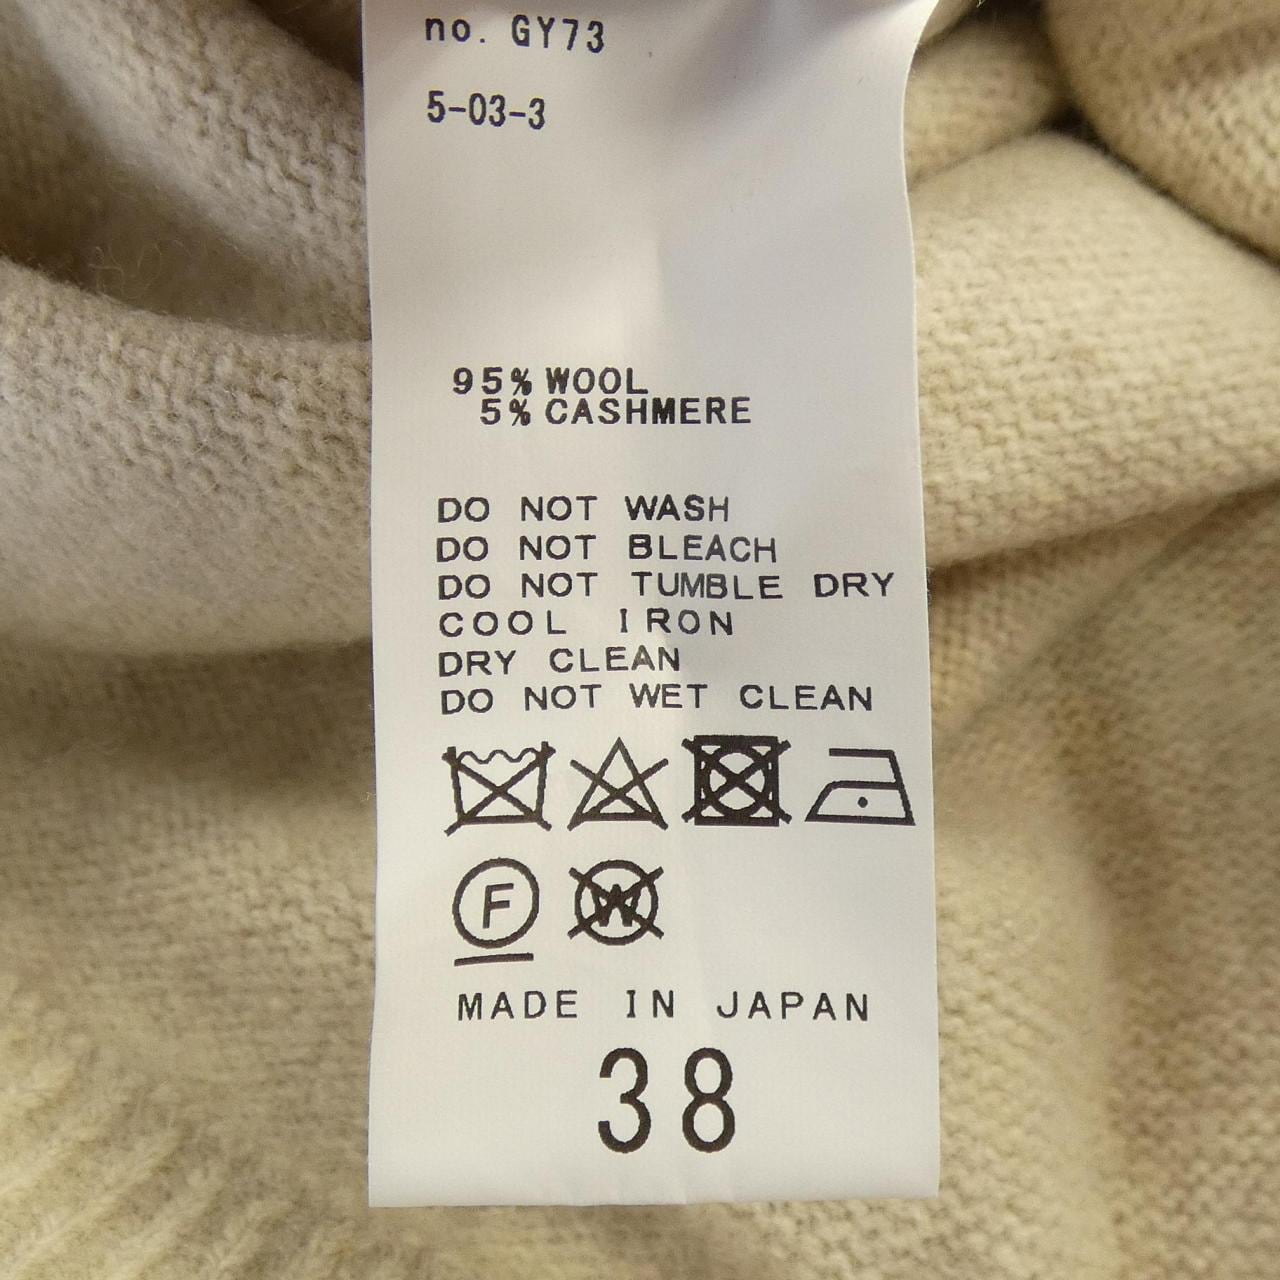 no. GY73
5-03-3
95% WOOL
5% CASHMERE
DO NOT WASH
DO NOT BLEACH
DO NOT TUMBLE DRY
COOL IRON
DRY CLEAN
DO NOT WET CLEAN
F W
MADE IN JAPAN
38